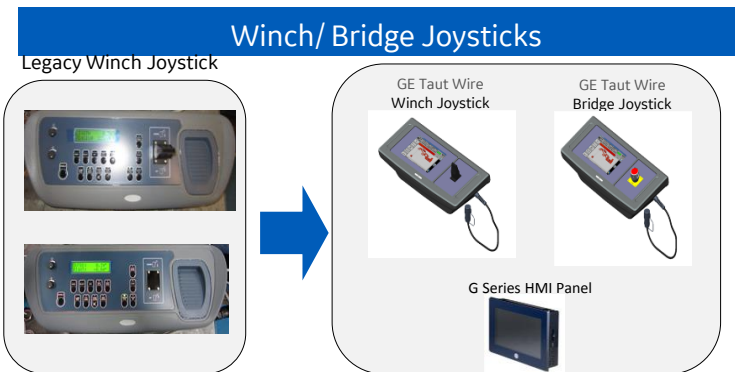 Winch/ Bridge Joysticks
Legacy Winch Joystick
GE Taut Wire
Winch Joystick
GE Taut Wire
Bridge Joystick
G Series HMI Panel